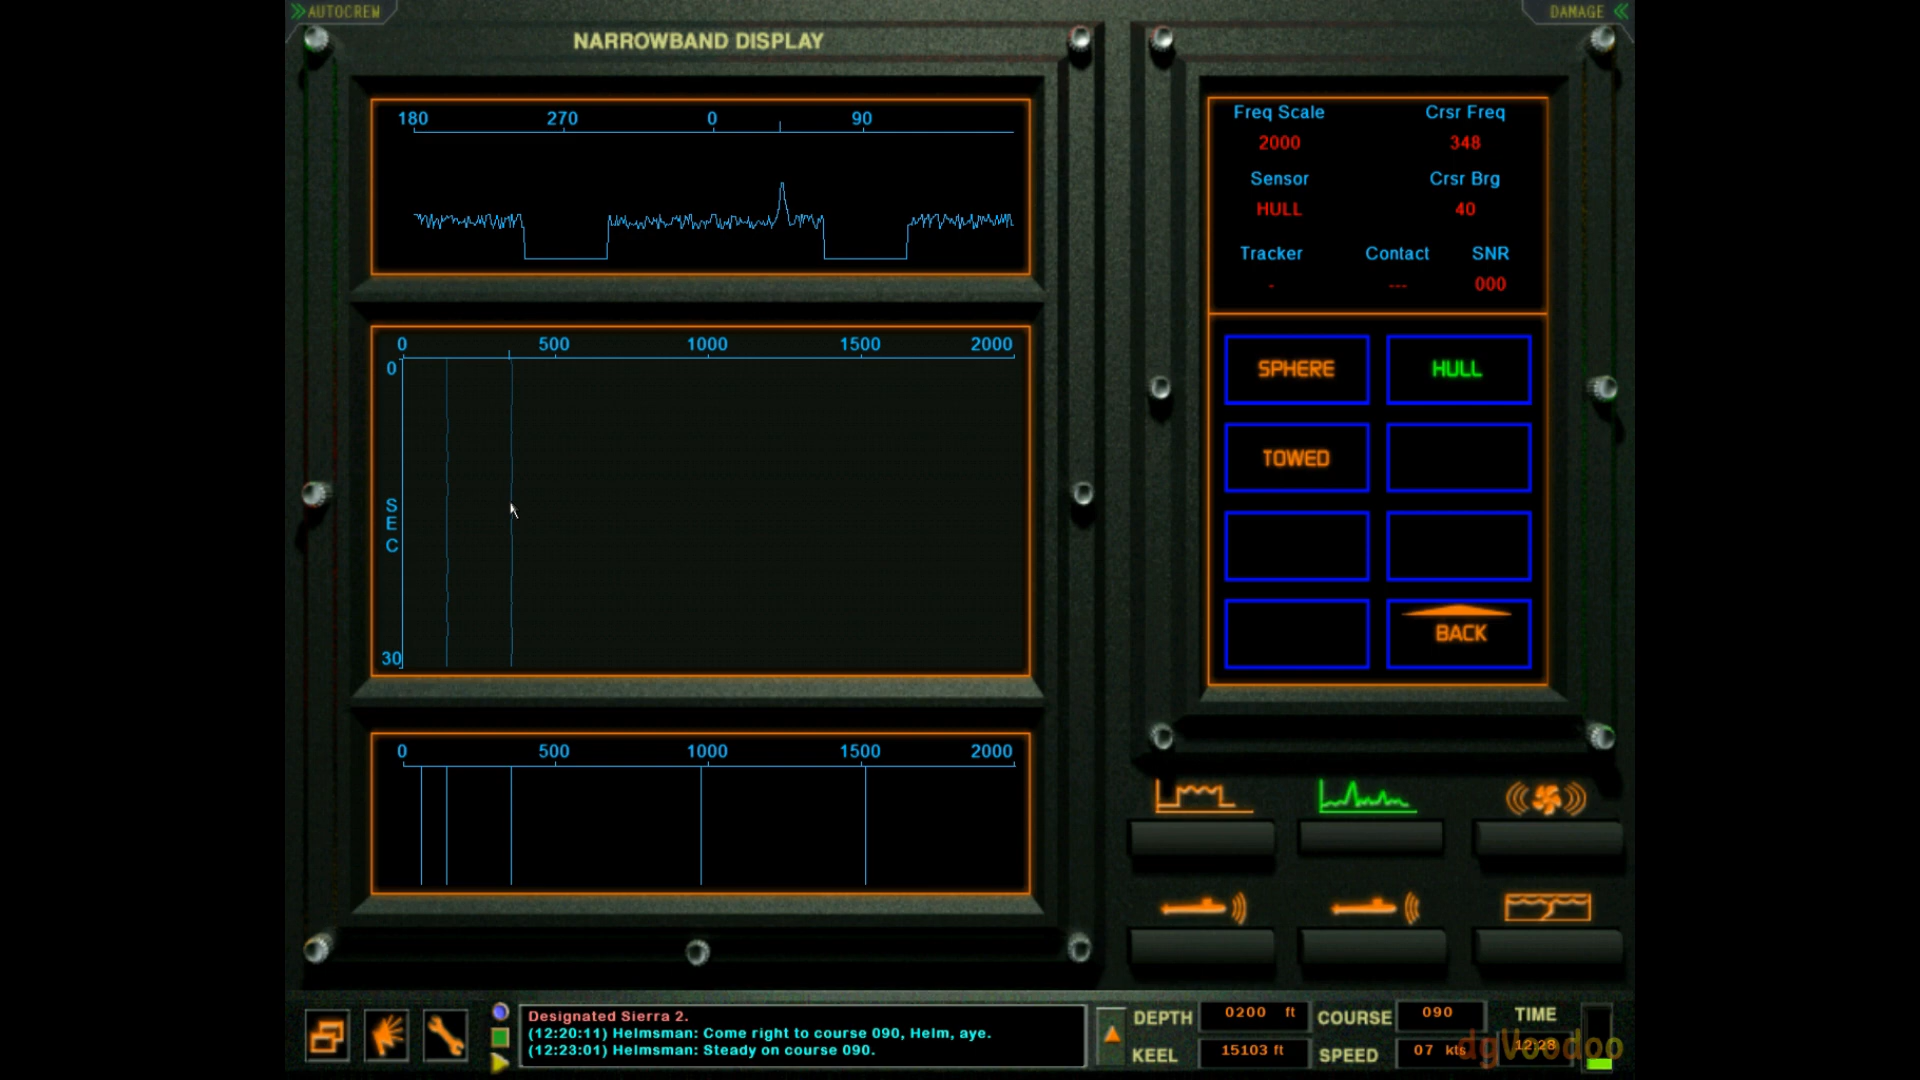 AUTOCREW
DAMAGE
NARROWBAND DISPLAY
180 270 0 90
0 500 1000 1500 2000
0
SEC
30
0 500 1000 1500 2000
Freq Scale Crsr Freq
2000 348
Sensor Crsr Brg
HULL 40
Tracker Contact SNR
- --- 000
SPHERE HULL
TOWED
BACK
Designated Sierra 2.
(12:20:11) Helmsman: Come right to course 090, Helm, aye.
(12:23:01) Helmsman: Steady on course 090.
DEPTH 0200 ft COURSE 090 TIME
KEEL 15103 ft SPEED 07 kts 12:28
dgVoodoo